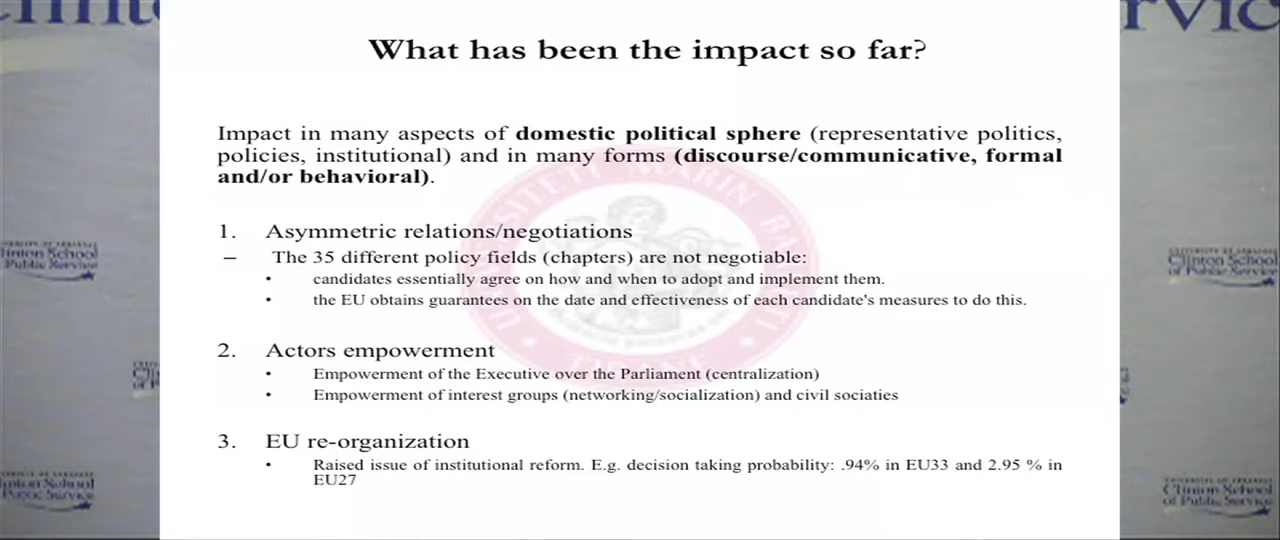 What has been the impact so far?
Impact in many aspects of domestic political sphere (representative politics,
policies, institutional) and in many forms (discourse/communicative, formal
and/or behavioral).
1. Asymmetric relations/negotiations
– The 35 different policy fields (chapters) are not negotiable:
• candidates essentially agree on how and when to adopt and implement them.
• the EU obtains guarantees on the date and effectiveness of each candidate's measures to do this.
2. Actors empowerment
• Empowerment of the Executive over the Parliament (centralization)
• Empowerment of interest groups (networking/socialization) and civil sociaties
3. EU re-organization
• Raised issue of institutional reform. E.g. decision taking probability: .94% in EU33 and 2.95 % in
EU27
Clinton School
of Public Service